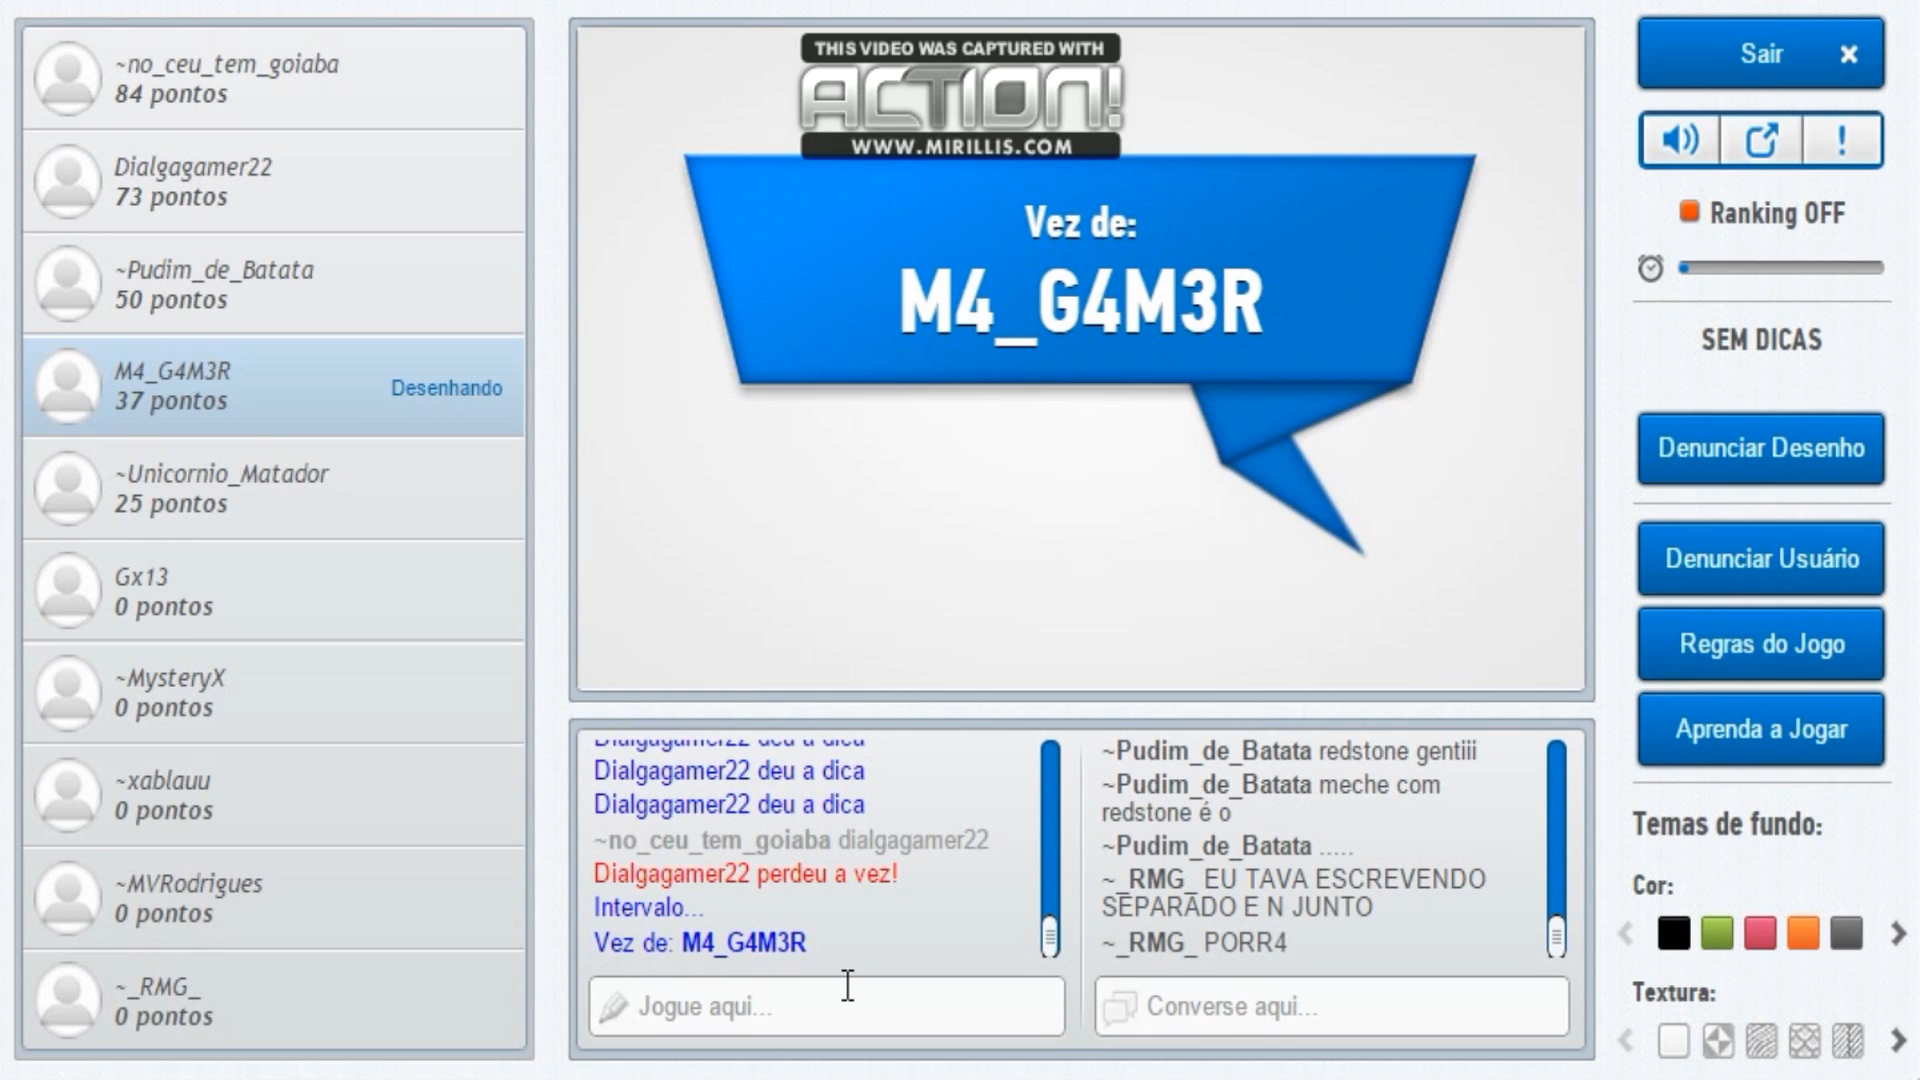 ~no_ceu_tem_goiaba
84 pontos
Dialgagamer22
73 pontos
~Pudim_de_Batata
50 pontos
M4_G4M3R
37 pontos
Desenhando
~Unicornio_Matador
25 pontos
Gx13
0 pontos
~MysteryX
0 pontos
~xablauu
0 pontos
~MVRodrigues
0 pontos
~_RMG_
0 pontos
THIS VIDEO WAS CAPTURED WITH
ACTION!
WWW.MIRILLIS.COM
Vez de:
M4_G4M3R
Dialgagamer22 deu a dica
Dialgagamer22 deu a dica
Dialgagamer22 deu a dica
~no_ceu_tem_goiaba dialgagamer22
Dialgagamer22 perdeu a vez!
Intervalo...
Vez de: M4_G4M3R
Jogue aqui...
~Pudim_de_Batata redstone gentiii
~Pudim_de_Batata meche com
redstone é o
~Pudim_de_Batata .....
~_RMG_ EU TAVA ESCREVENDO
SEPARADO E N JUNTO
~_RMG_ PORR4
Converse aqui...
Sair
Ranking OFF
SEM DICAS
Denunciar Desenho
Denunciar Usuário
Regras do Jogo
Aprenda a Jogar
Temas de fundo:
Cor:
Textura: